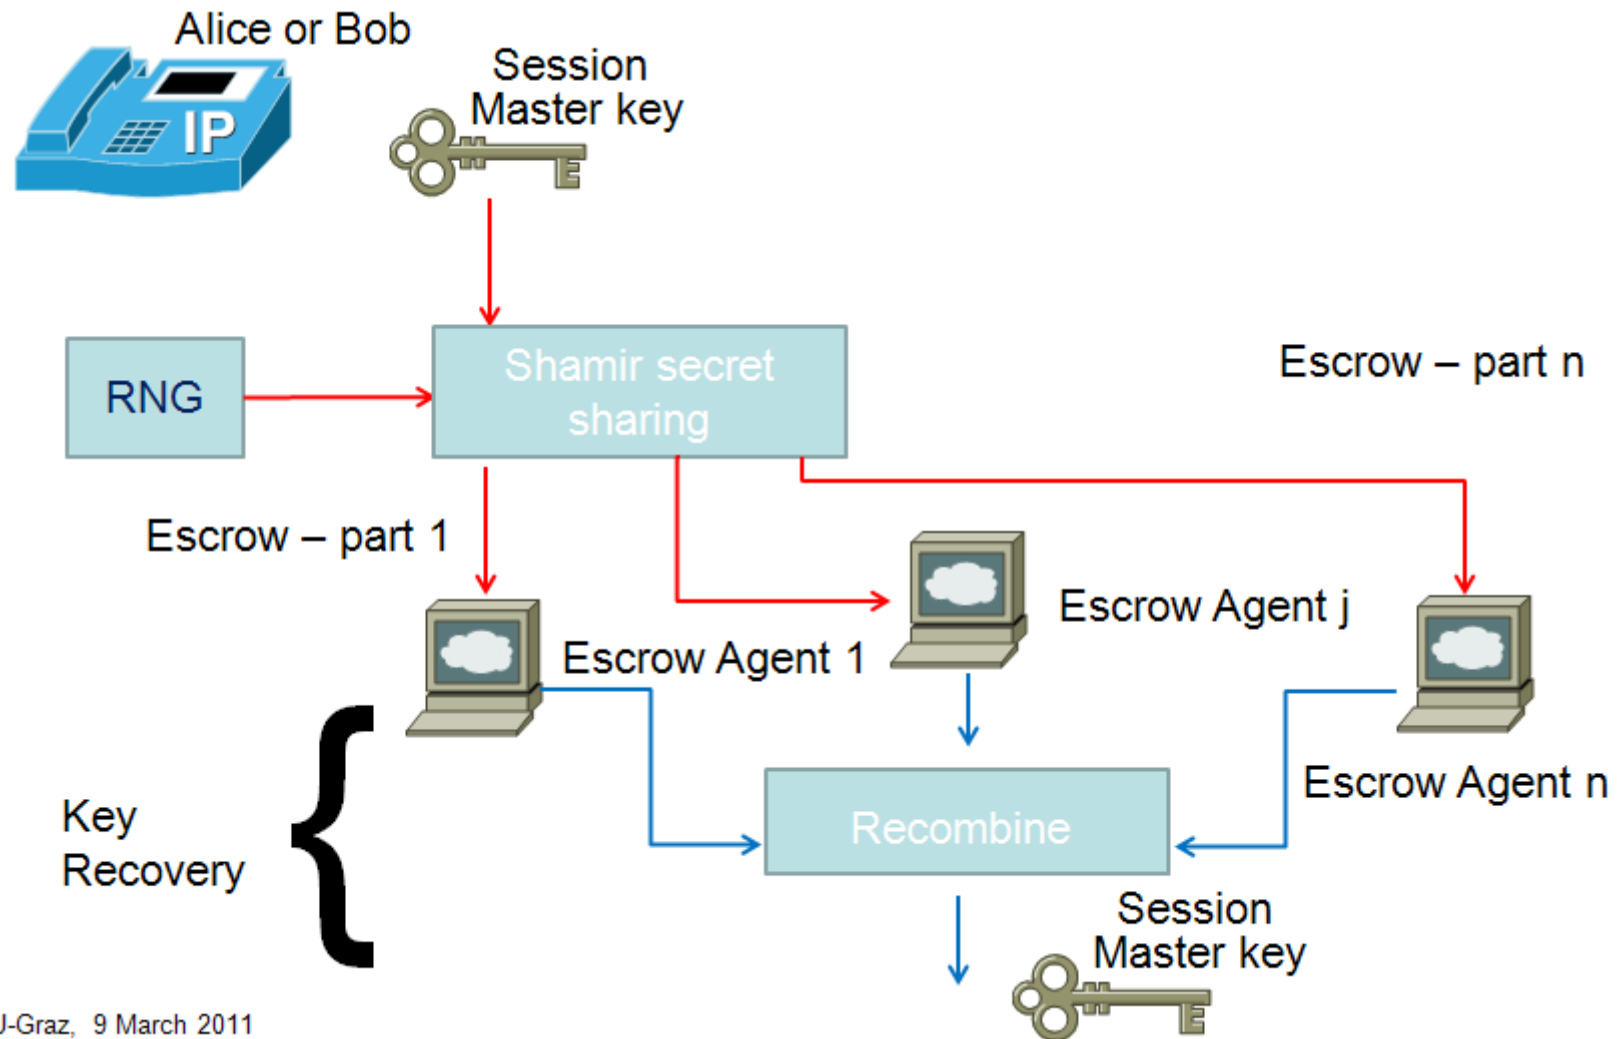 Alice or Bob
IP
Session
Master key
RNG
Shamir secret
sharing
Escrow – part n
Escrow – part 1
Escrow Agent 1
Escrow Agent j
Escrow Agent n
Key
Recovery
Recombine
Session
Master key
U-Graz, 9 March 2011